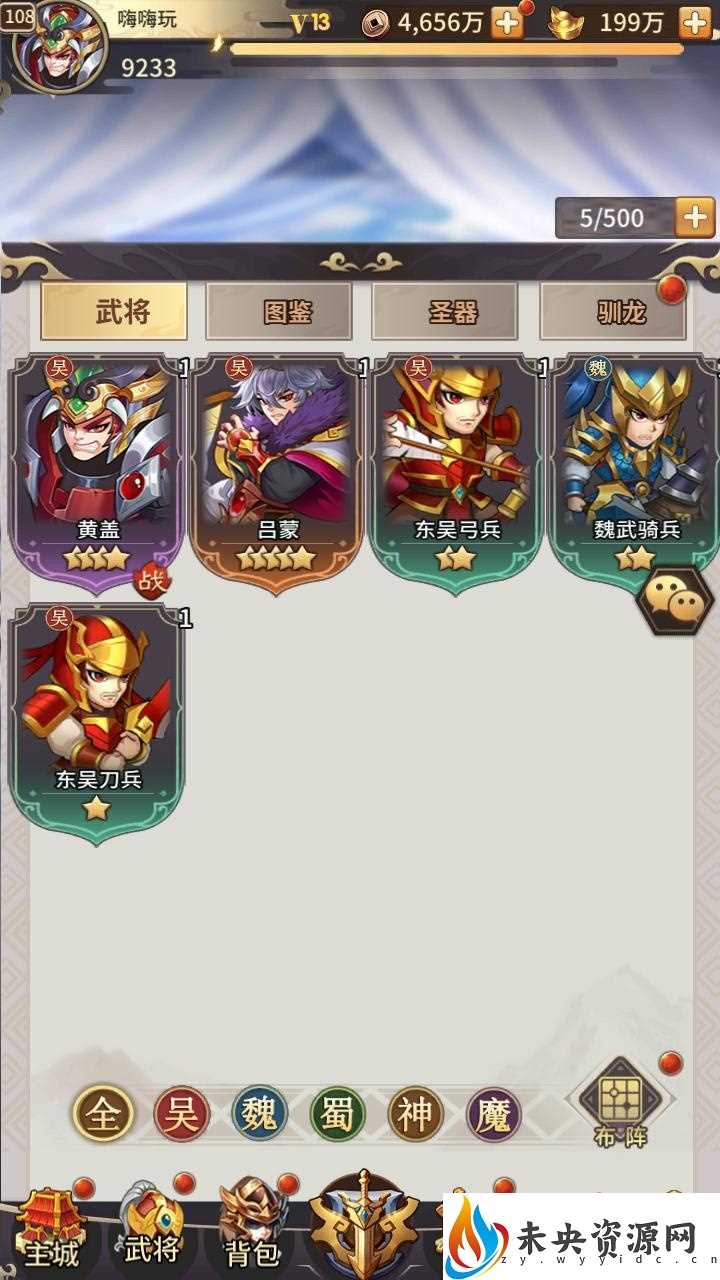 108
嗨嗨玩
V13
4,656万
199万
9233
5/500
武将
图鉴
圣器
驯龙
吴
1
吴
1
吴
1
魏
黄盖
吕蒙
东吴弓兵
魏武骑兵
战
吴
1
东吴刀兵
全
吴
魏
蜀
神
魔
布阵
主城
武将
背包
未央资源网
zy.wyyidc.cn